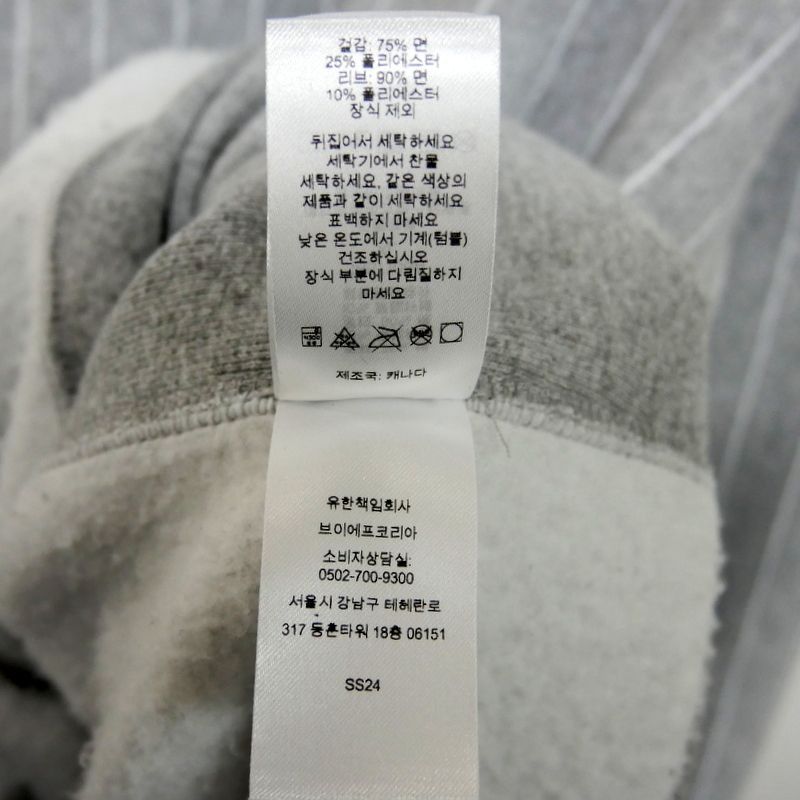 겉감: 75% 면
25% 폴리에스터
리브: 90% 면
10% 폴리에스터
장식 제외
뒤집어서 세탁하세요
세탁기에서 찬물
세탁하세요, 같은 색상의
제품과 같이 세탁하세요
표백하지 마세요
낮은 온도에서 기계(텀블)
건조하십시오
장식 부분에 다림질하지
마세요
제조국: 캐나다
유한책임회사
브이에프코리아
소비자상담실:
0502-700-9300
서울시 강남구 테헤란로
317 동훈타워 18층 06151
SS24